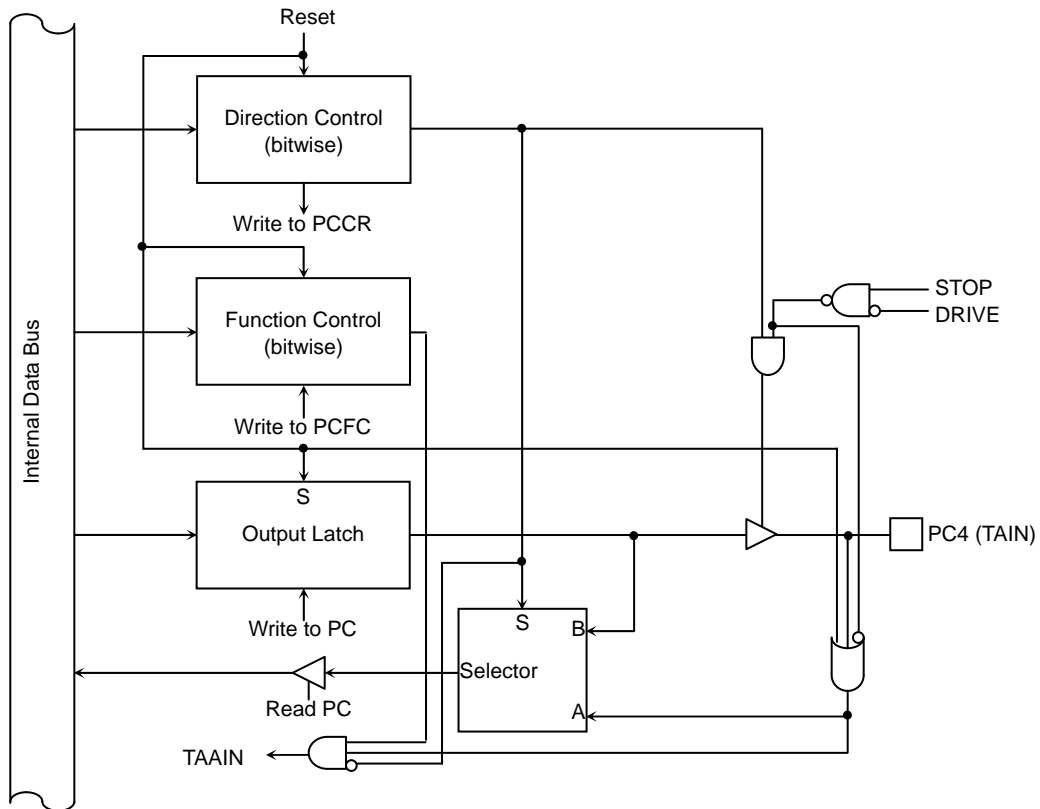 Reset
Direction Control
(bitwise)
Write to PCCR
STOP
DRIVE
Function Control
(bitwise)
Write to PCFC
Internal Data Bus
S
Output Latch
PC4 (TAIN)
Write to PC
S
B
Selector
A
Read PC
TAAIN